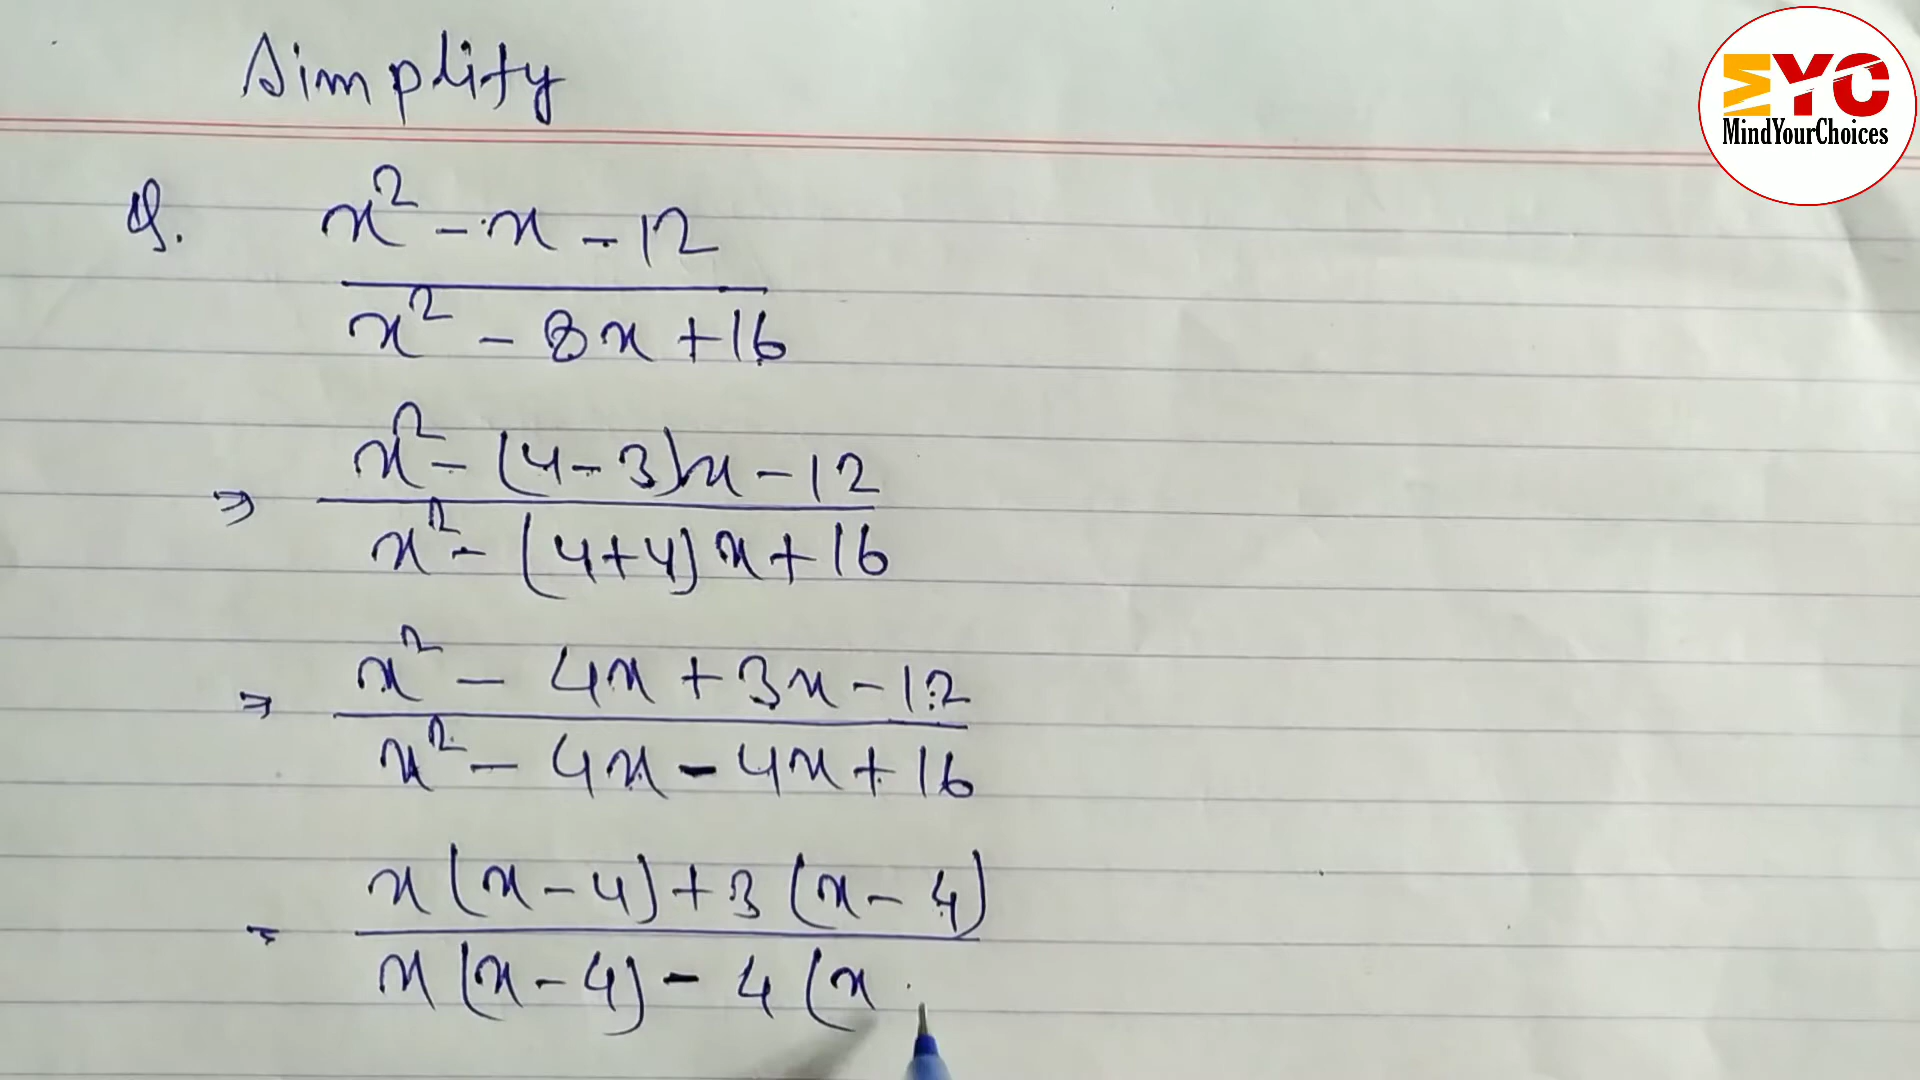 Simplify
MYC
MindYourChoices
Q. x² - x - 12
x² - 8x + 16
⇒ x² - (4-3)x - 12
x² - (4+4)x + 16
⇒ x² - 4x + 3x - 12
x² - 4x - 4x + 16
= x(x-4) + 3(x-4)
x(x-4) - 4(x